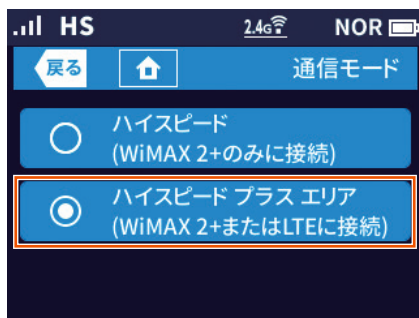 HS 2.4G NOR
戻る 通信モード
ハイスピード
(WiMAX 2+のみに接続)
ハイスピード プラス エリア
(WiMAX 2+またはLTEに接続)